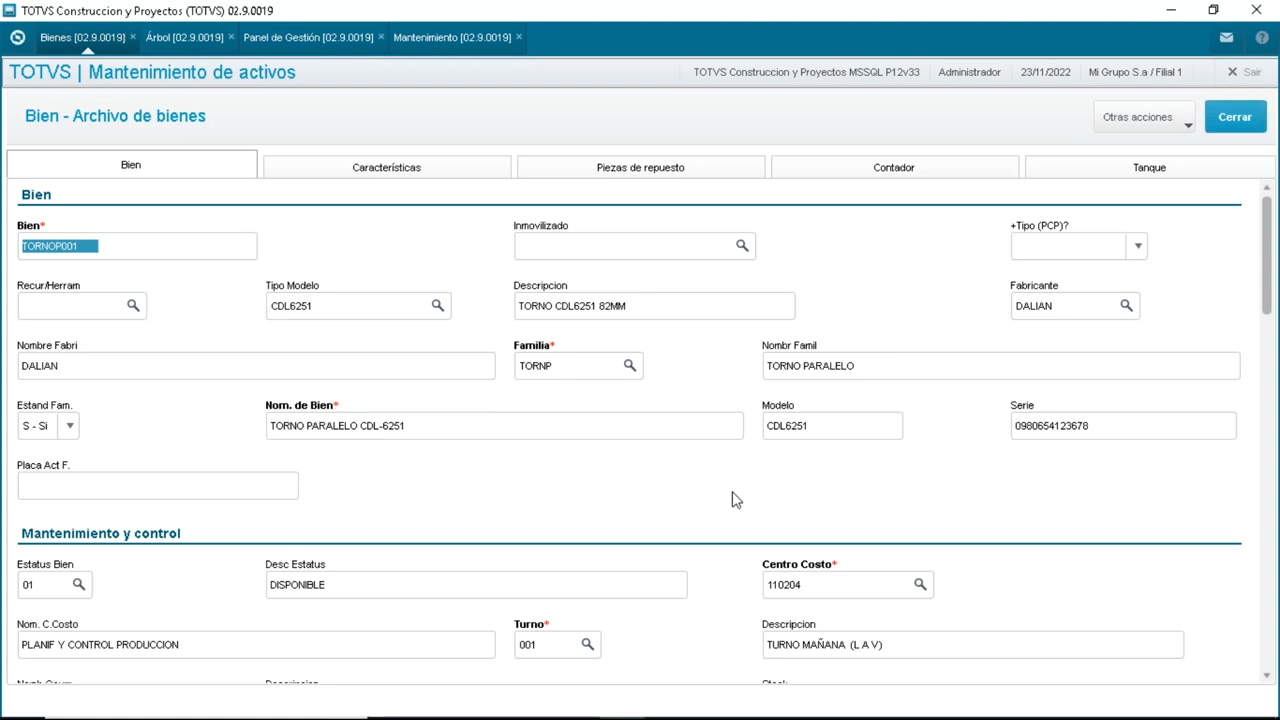 TOTVS Construccion y Proyectos (TOTVS) 02.9.0019
Bienes [02.9.0019] × Árbol [02.9.0019] × Panel de Gestión [02.9.0019] × Mantenimiento [02.9.0019] ×
TOTVS | Mantenimiento de activos TOTVS Construccion y Proyectos MSSQL P12v33 Administrador 23/11/2022 Mi Grupo S.a / Filial 1 Sair
Bien - Archivo de bienes Otras acciones Cerrar
Bien Características Piezas de repuesto Contador Tanque
Bien
Bien* Inmovilizado +Tipo (PCP)?
TORNOP001
Recur/Herram Tipo Modelo Descripcion Fabricante
CDL6251 TORNO CDL6251 82MM DALIAN
Nombre Fabri Familia* Nombr Famil
DALIAN TORNP TORNO PARALELO
Estand Fam. Nom. de Bien* Modelo Serie
S - Si TORNO PARALELO CDL-6251 CDL6251 0980654123678
Placa Act F.
Mantenimiento y control
Estatus Bien Desc Estatus Centro Costo*
01 DISPONIBLE 110204
Nom. C.Costo Turno* Descripcion
PLANIF Y CONTROL PRODUCCION 001 TURNO MAÑANA (L A V)
Descripcion